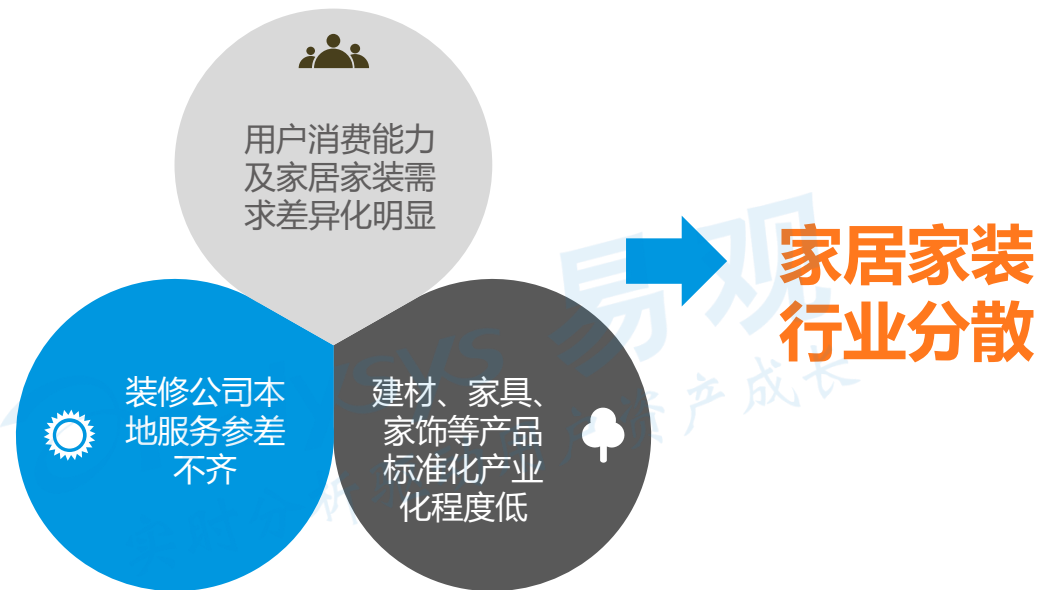 用户消费能力
及家居家装需
求差异化明显
家居家装
行业分散
装修公司本
地服务参差
不齐
建材、家具、
家饰等产品
标准化产业
化程度低
易观